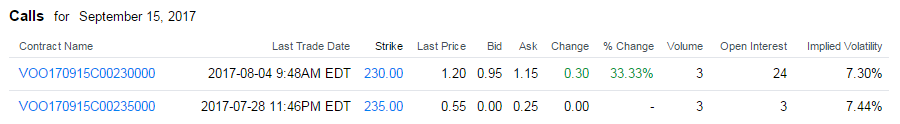 Calls for September 15, 2017
Contract Name Last Trade Date Strike Last Price Bid Ask Change % Change Volume Open Interest Implied Volatility
VOO170915C00230000 2017-08-04 9:48AM EDT 230.00 1.20 0.95 1.15 0.30 33.33% 3 24 7.30%
VOO170915C00235000 2017-07-28 11:46PM EDT 235.00 0.55 0.00 0.25 0.00 - 3 3 7.44%